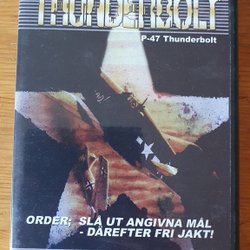 THUNDERBOLT
P-47 Thunderbolt
ORDER; SLÅ UT ANGIVNA MÅL
- DÄREFTER FRI JAKT!